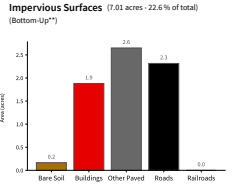 Impervious Surfaces (7.01 acres - 22.6 % of total)
(Bottom-Up**)
Area (acres)
2.5
2.0
1.5
1.0
0.5
0.0
0.2
1.9
2.6
2.3
0.0
Bare Soil Buildings Other Paved Roads Railroads